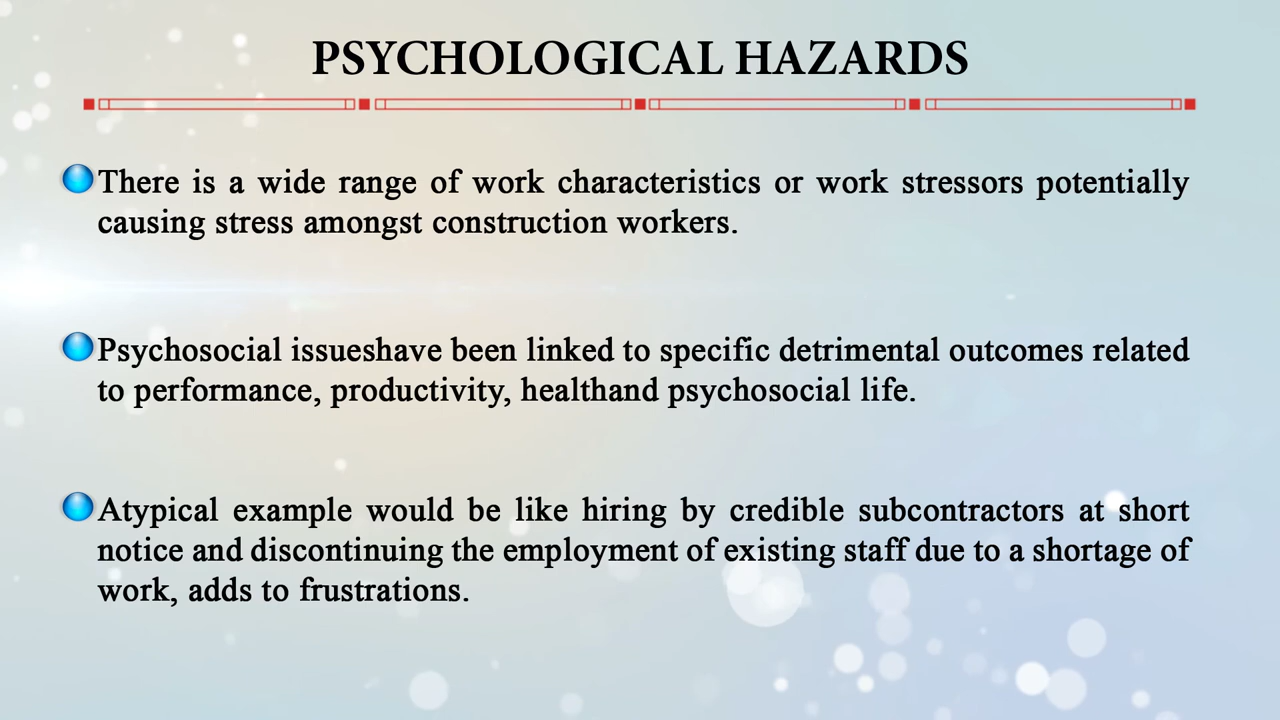 PSYCHOLOGICAL HAZARDS
There is a wide range of work characteristics or work stressors potentially
causing stress amongst construction workers.
Psychosocial issueshave been linked to specific detrimental outcomes related
to performance, productivity, healthand psychosocial life.
Atypical example would be like hiring by credible subcontractors at short
notice and discontinuing the employment of existing staff due to a shortage of
work, adds to frustrations.